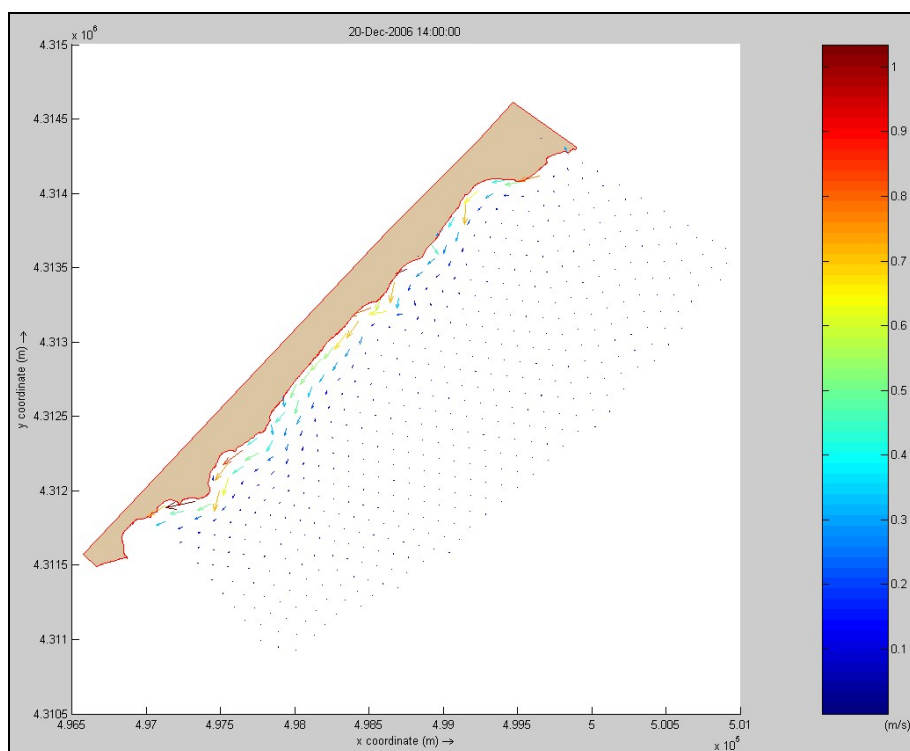 20-Dec-2006 14:00:00
x 10^6
4.315
4.3145
4.314
4.3135
4.313
4.3125
4.312
4.3115
4.311
4.3105
y coordinate (m) →
4.965 4.97 4.975 4.98 4.985 4.99 4.995 5 5.005 5.01
x coordinate (m) →
x 10^5
1
0.9
0.8
0.7
0.6
0.5
0.4
0.3
0.2
0.1
(m/s)